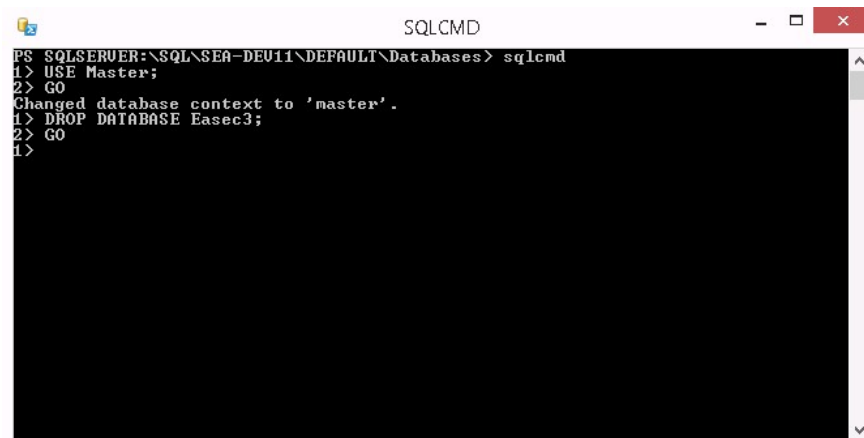 SQLCMD
PS SQLSERVER:\SQL\SEA-DEV11\DEFAULT\Databases> sqlcmd
1> USE Master;
2> GO
Changed database context to 'master'.
1> DROP DATABASE Easec3;
2> GO
1>